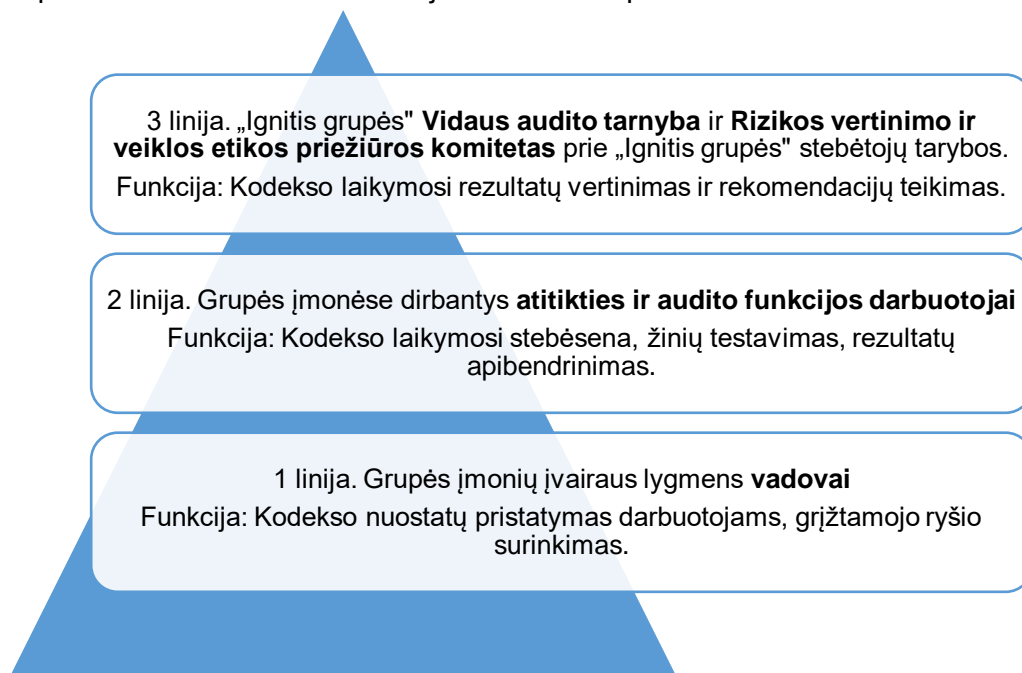 3 linija. „Ignitis grupės" Vidaus audito tarnyba ir Rizikos vertinimo ir
veiklos etikos priežiūros komitetas prie „Ignitis grupės" stebėtojų tarybos.
Funkcija: Kodekso laikymosi rezultatų vertinimas ir rekomendacijų teikimas.
2 linija. Grupės įmonėse dirbantys atitikties ir audito funkcijos darbuotojai
Funkcija: Kodekso laikymosi stebėsena, žinių testavimas, rezultatų
apibendrinimas.
1 linija. Grupės įmonių įvairaus lygmens vadovai
Funkcija: Kodekso nuostatų pristatymas darbuotojams, grįžtamojo ryšio
surinkimas.